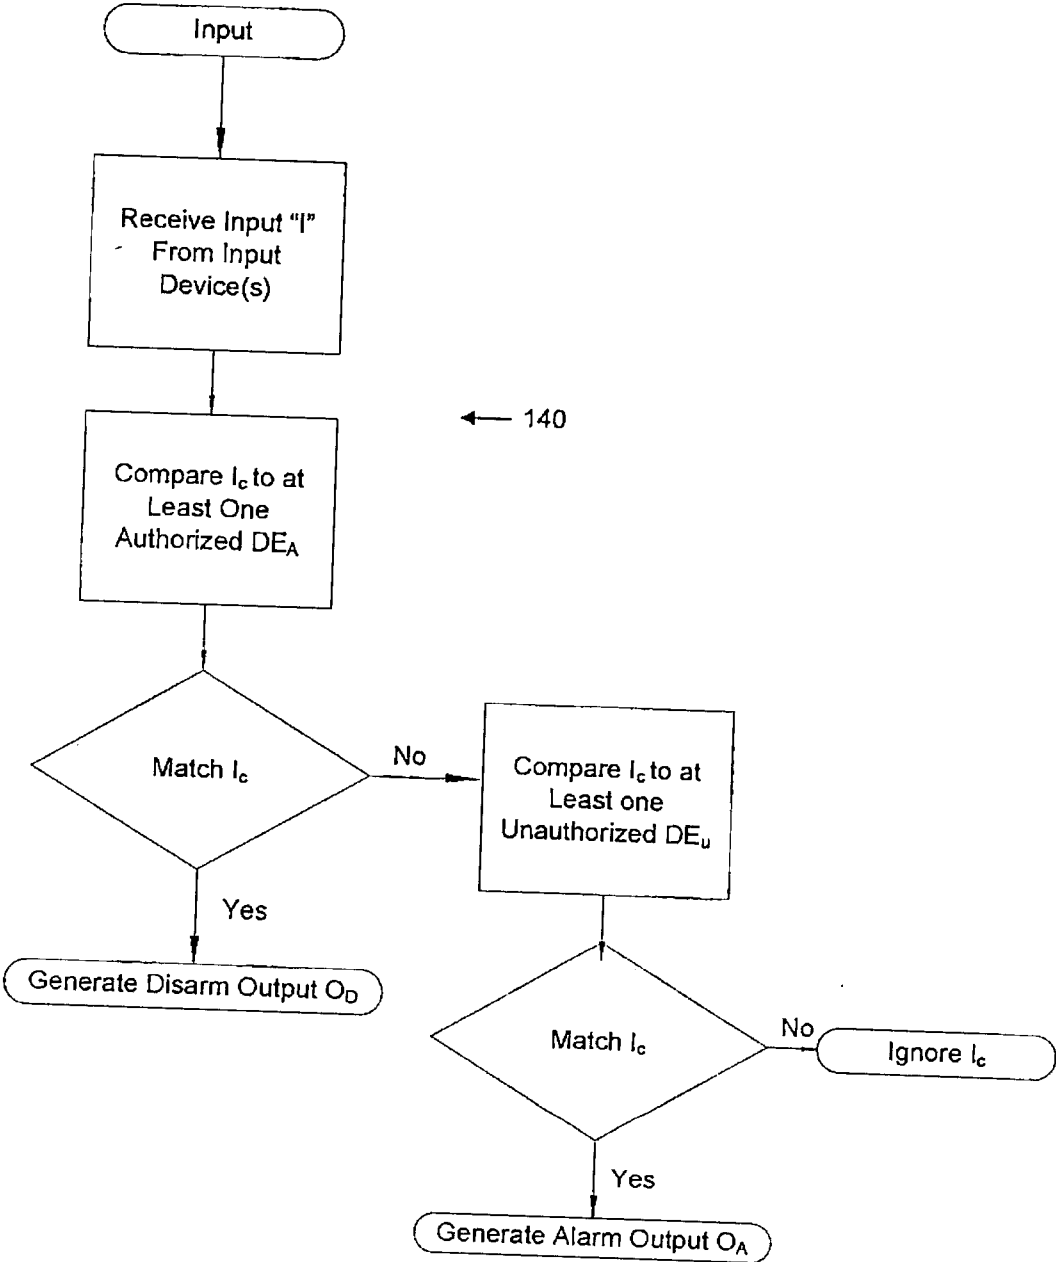 Input
Receive Input “I”
From Input
Device(s)
140
Compare Ic to at
Least One
Authorized DEA
Match Ic
No
Compare Ic to at
Least one
Unauthorized DEu
Yes
Generate Disarm Output OD
Match Ic
No
Ignore Ic
Yes
Generate Alarm Output OA